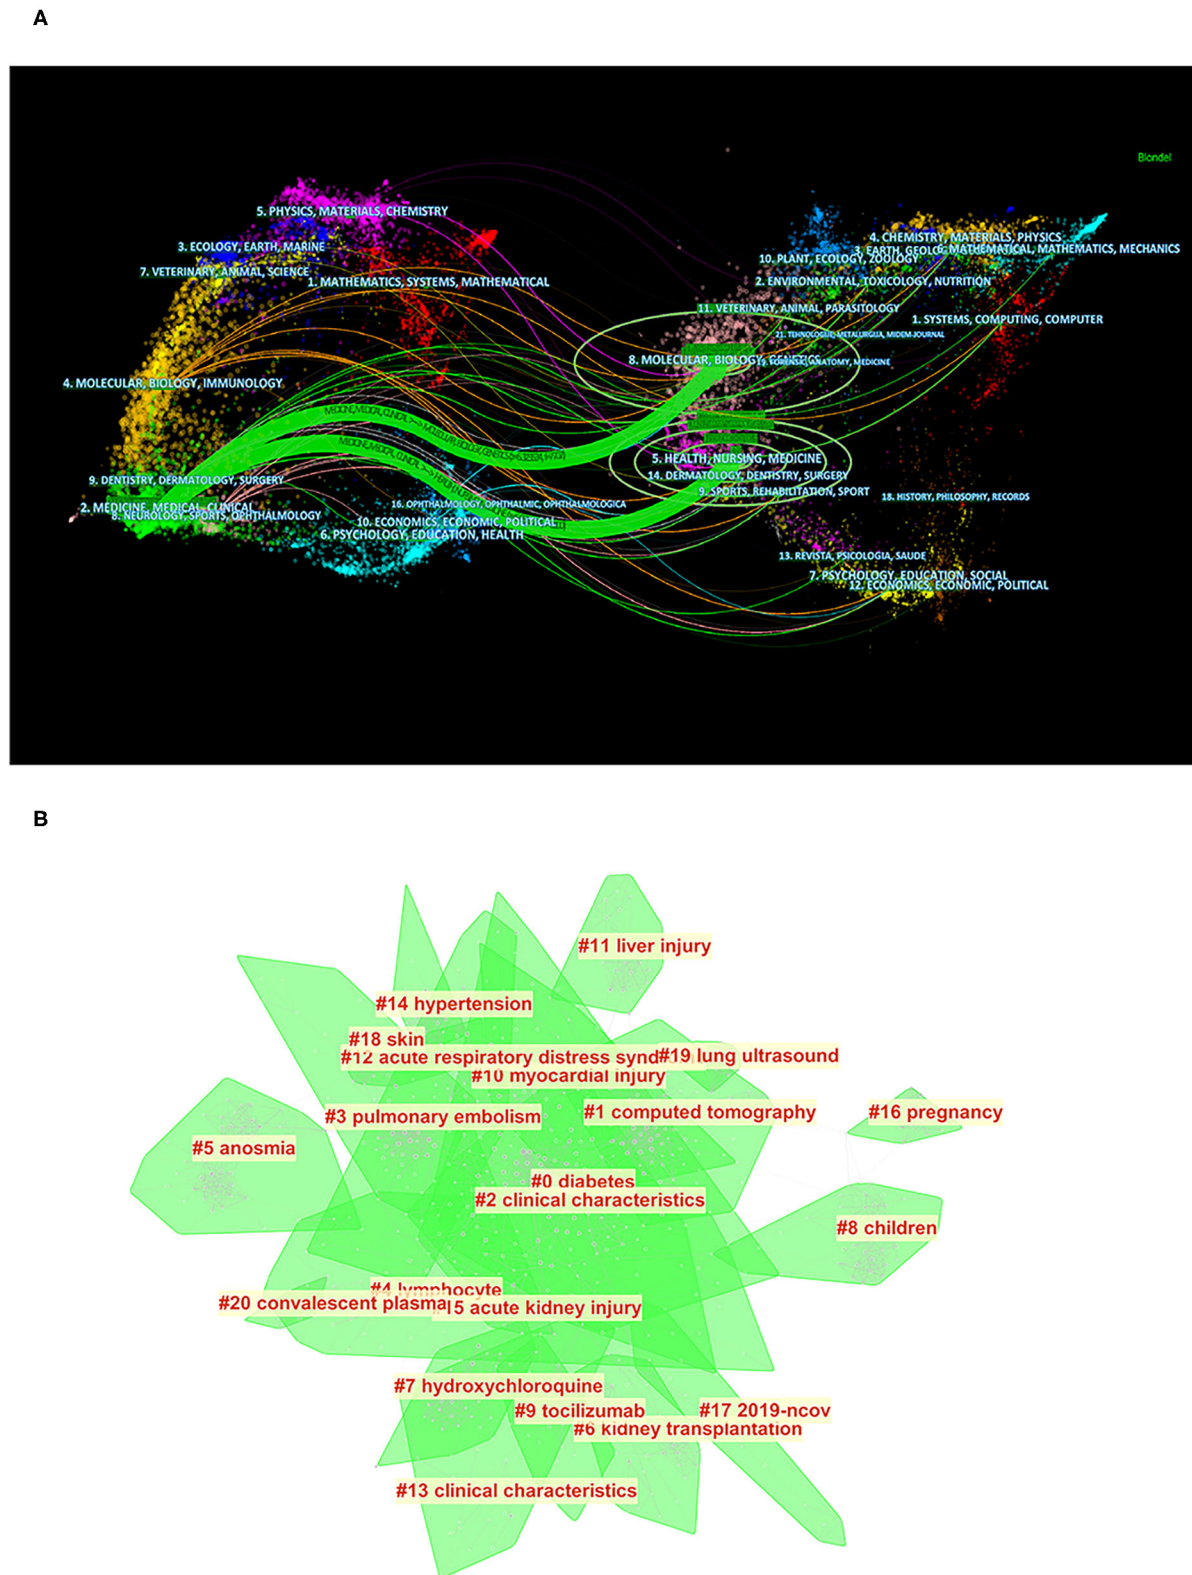 A
Blondel
5. PHYSICS, MATERIALS, CHEMISTRY
3. ECOLOGY, EARTH, MARINE
7. VETERINARY, ANIMAL, SCIENCE
1. MATHEMATICS, SYSTEMS, MATHEMATICAL
4. MOLECULAR, BIOLOGY, IMMUNOLOGY
9. DENTISTRY, DERMATOLOGY, SURGERY
2. MEDICINE, MEDICAL, CLINICAL
8. NEUROLOGY, SPORTS, OPHTHALMOLOGY
16. OPHTHALMOLOGY, OPHTHALMIC, OPHTHALMOLOGICA
10. ECONOMICS, ECONOMIC, POLITICAL
6. PSYCHOLOGY, EDUCATION, HEALTH
4. CHEMISTRY, MATERIALS, PHYSICS
3. EARTH,
6. MATHEMATICAL, MATHEMATICS, MECHANICS
10. PLANT, ECOLOGY, ZOOLOGY
2. ENVIRONMENTAL, TOXICOLOGY, NUTRITION
11. VETERINARY, ANIMAL, PARASITOLOGY
1. SYSTEMS, COMPUTING, COMPUTER
8. MOLECULAR, BIOLOGY, GENETICS
5. HEALTH, NURSING, MEDICINE
14. DERMATOLOGY, DENTISTRY, SURGERY
9. SPORTS, REHABILITATION, SPORT
18. HISTORY, PHILOSOPHY, RECORDS
13. REVISTA, PSICOLOGIA, SAUDE
7. PSYCHOLOGY, EDUCATION, SOCIAL
12. ECONOMICS, ECONOMIC, POLITICAL
B
#11 liver injury
#14 hypertension
#18 skin
#12 acute respiratory distress
#19 lung ultrasound
#10 myocardial injury
#3 pulmonary embolism
#1 computed tomography
#16 pregnancy
#5 anosmia
#0 diabetes
#2 clinical characteristics
#8 children
#4 lymphocyte
#20 convalescent plasma
acute kidney injury
#7 hydroxychloroquine
#9 tocilizumab
#17 2019-ncov
#6 kidney transplantation
#13 clinical characteristics